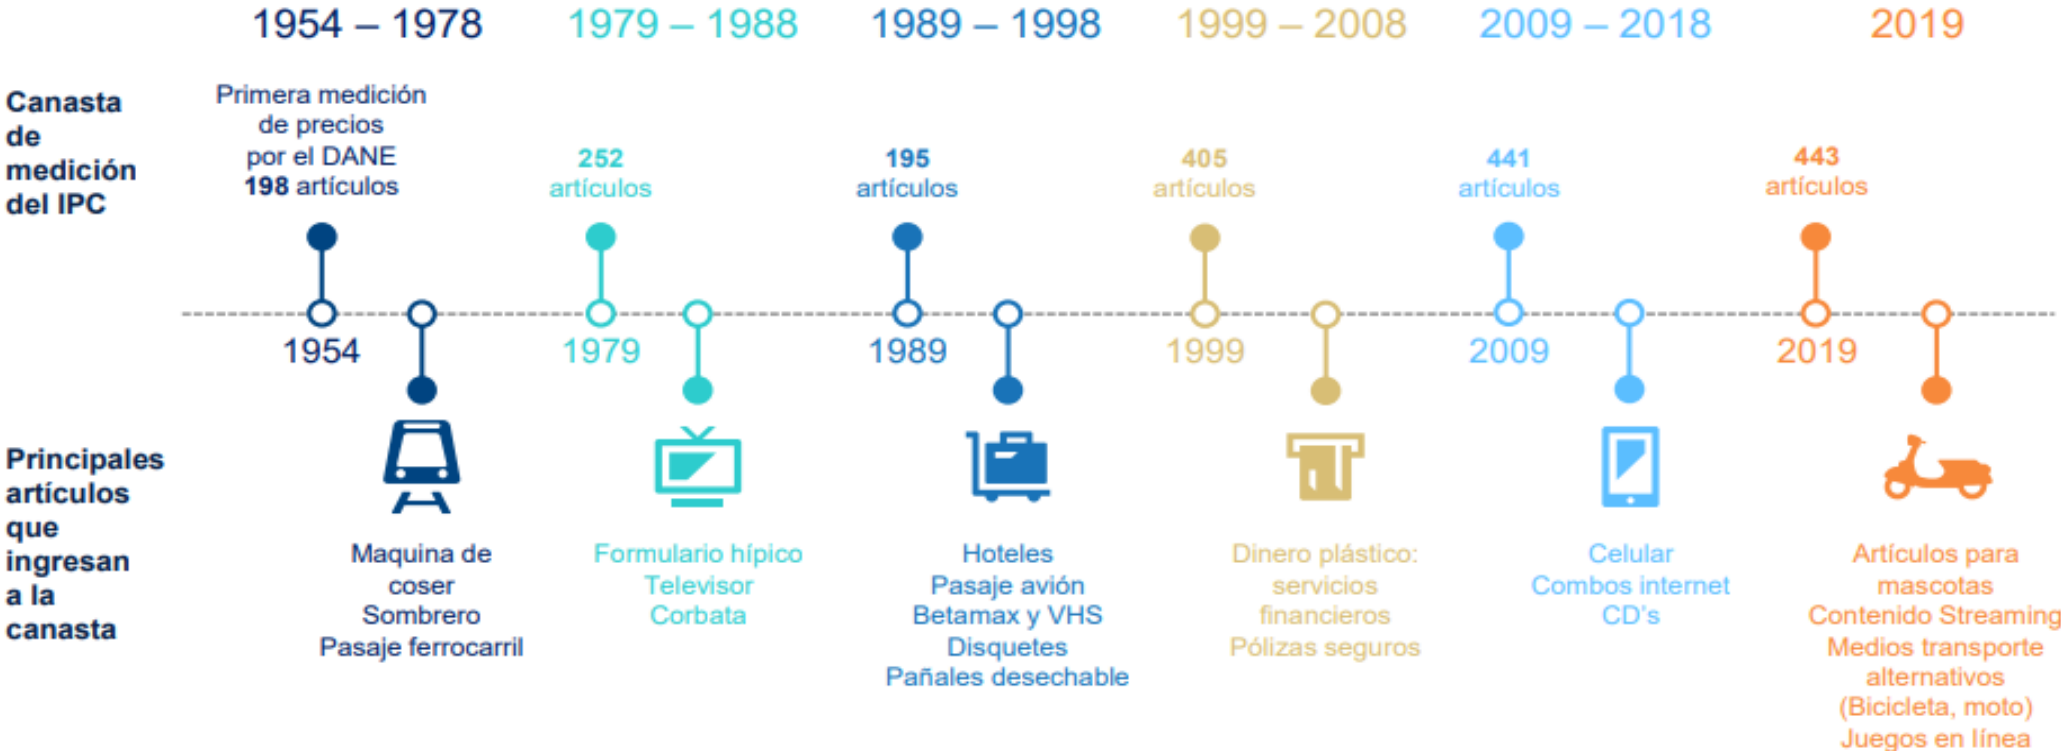 1954 – 1978
1979 – 1988
1989 – 1998
1999 – 2008
2009 – 2018
2019
Canasta
de
medición
del IPC
Primera medición
de precios
por el DANE
198 artículos
252
artículos
195
artículos
405
artículos
441
artículos
443
artículos
1954
1979
1989
1999
2009
2019
Principales
artículos
que
ingresan
a la
canasta
Maquina de
coser
Sombrero
Pasaje ferrocarril
Formulario hípico
Televisor
Corbata
Hoteles
Pasaje avión
Betamax y VHS
Disquetes
Pañales desechable
Dinero plástico:
servicios
financieros
Pólizas seguros
Celular
Combos internet
CD's
Artículos para
mascotas
Contenido Streaming
Medios transporte
alternativos
(Bicicleta, moto)
Juegos en línea